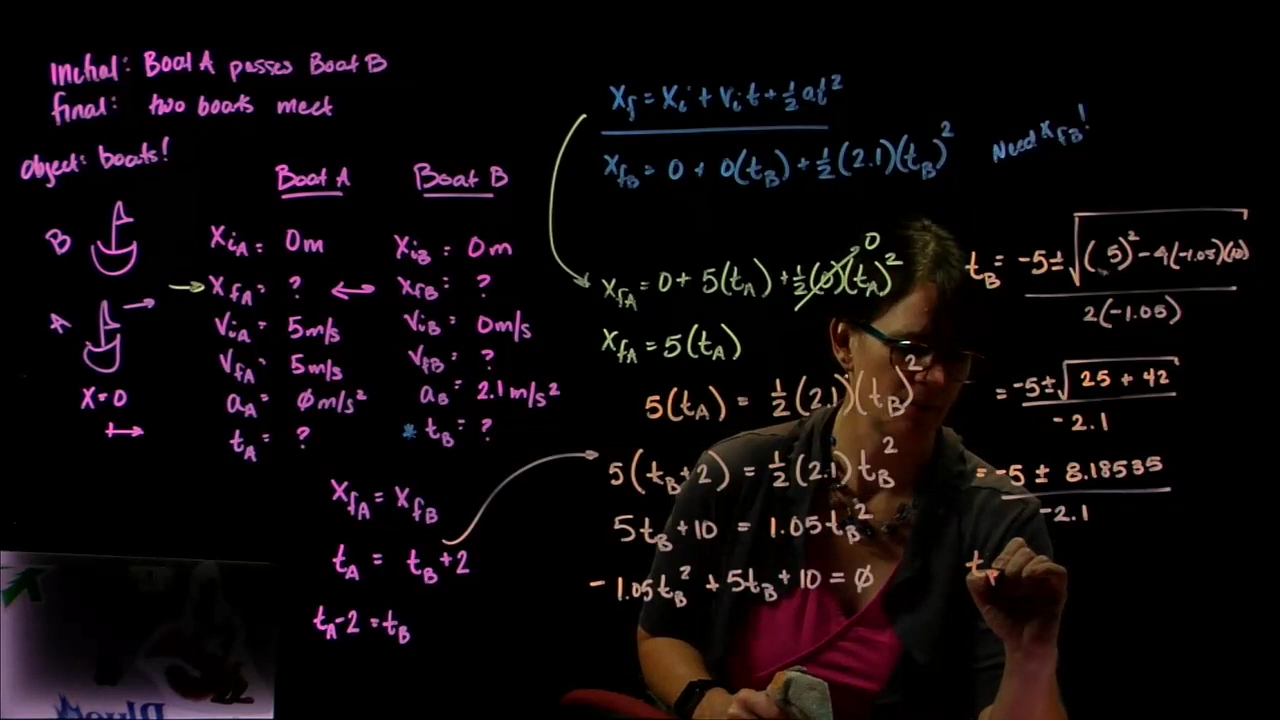 Initial: Boat A passes Boat B
final: two boats meet
object: boats!
Boat A Boat B
B
A
x=0
x_iA = 0m x_iB = 0m
x_fA = ? x_fB = ?
v_iA = 5m/s v_iB = 0m/s
v_fA = 5m/s v_fB = ?
a_A = 0m/s² a_B = 2.1m/s²
t_A = ? * t_B = ?
x_fA = x_fB
t_A = t_B+2
t_A-2 = t_B
x_f = x_i + v_i t + ½at²
x_fB = 0 + 0(t_B) + ½(2.1)(t_B)²
Need x_fB!
x_fA = 0 + 5(t_A) + ½(0)(t_A)² 0
x_fA = 5(t_A)
5(t_A) = ½(2.1)(t_B)²
5(t_B+2) = ½(2.1)t_B²
5t_B+10 = 1.05t_B²
-1.05t_B² + 5t_B + 10 = 0
t_B = -5±√(5)²-4(-1.05)(10)
2(-1.05)
= -5±√25 + 42
-2.1
= -5 ± 8.18535
-2.1
t